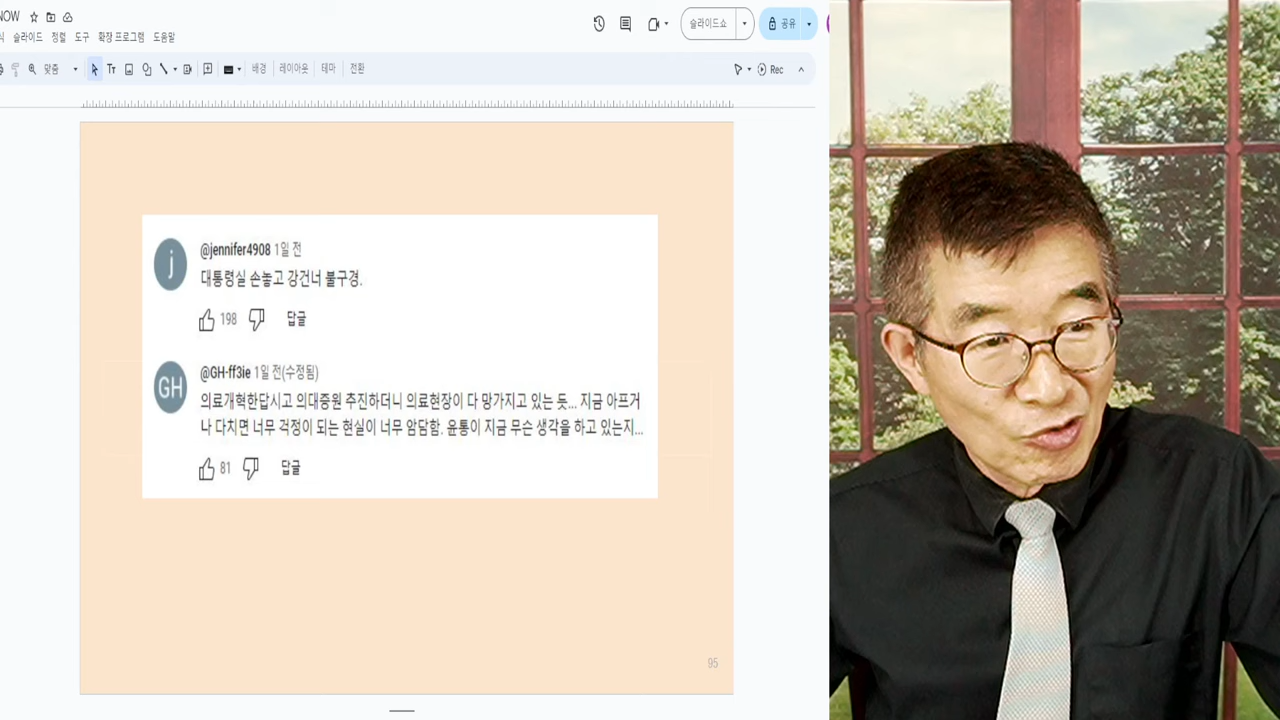 NOW
슬라이드 정렬 도구 확장 프로그램 도움말
슬라이드쇼
공유
맞춤
배경 레이아웃 테마 전환
Rec
j
@jennifer4908 1일 전
대통령실 손놓고 강건너 불구경.
198 답글
GH
@GH-ff3ie 1일 전(수정됨)
의료개혁한답시고 의대증원 추진하더니 의료현장이 다 망가지고 있는 듯... 지금 아프거
나 다치면 너무 걱정이 되는 현실이 너무 암담함. 윤통이 지금 무슨 생각을 하고 있는지...
81 답글
95